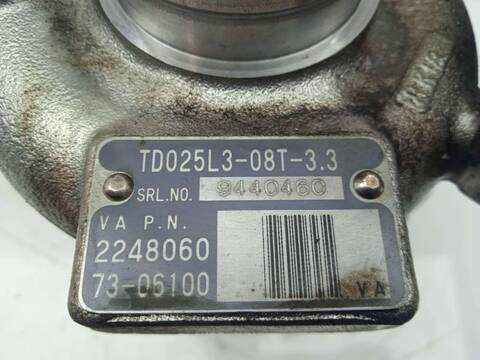 TD025L3-08T-3.3
SRL.NO. 9440460
VA P.N.
2248060
73-06100
VA